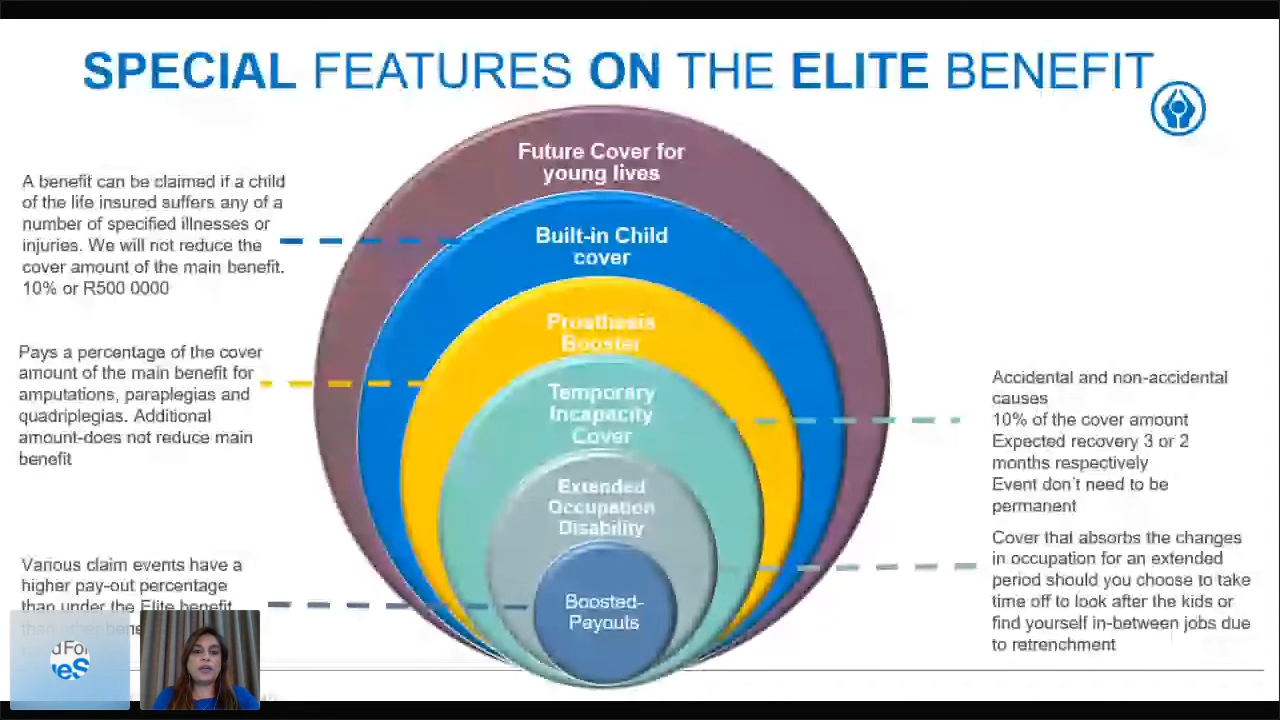 SPECIAL FEATURES ON THE ELITE BENEFIT
A benefit can be claimed if a child
of the life insured suffers any of a
number of specified illnesses or
injuries. We will not reduce the
cover amount of the main benefit.
10% or R500 0000
Pays a percentage of the cover
amount of the main benefit for
amputations, paraplegias and
quadriplegias. Additional
amount-does not reduce main
benefit
Various claim events have a
higher pay-out percentage
than under the Elite benefit
Future Cover for
young lives
Built-in Child
cover
Prosthesis
Booster
Temporary
Incapacity
Cover
Extended
Occupation
Disability
Boosted-
Payouts
Accidental and non-accidental
causes
10% of the cover amount
Expected recovery 3 or 2
months respectively
Event don't need to be
permanent
Cover that absorbs the changes
in occupation for an extended
period should you choose to take
time off to look after the kids or
find yourself in-between jobs due
to retrenchment